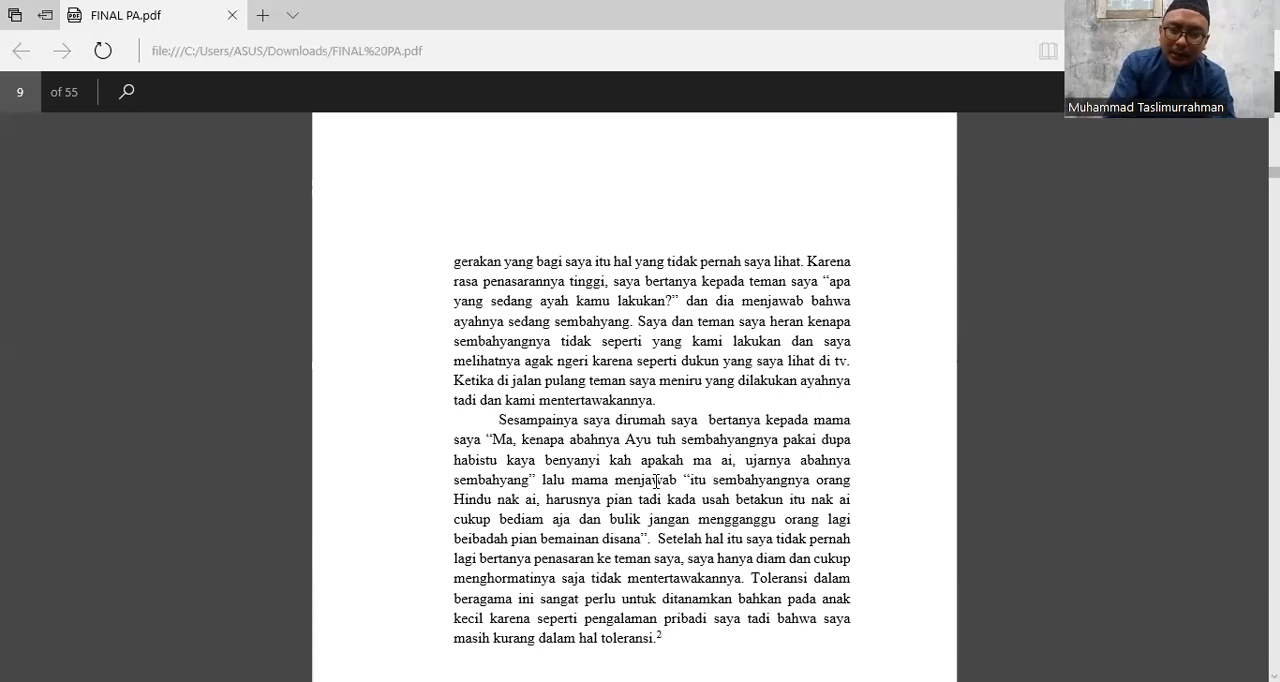 FINAL PA.pdf
file:///C:/Users/ASUS/Downloads/FINAL%20PA.pdf
Muhammad Taslimurrahman
9 of 55
gerakan yang bagi saya itu hal yang tidak pernah saya lihat. Karena
rasa penasarannya tinggi, saya bertanya kepada teman saya “apa
yang sedang ayah kamu lakukan?” dan dia menjawab bahwa
ayahnya sedang sembahyang. Saya dan teman saya heran kenapa
sembahyangnya tidak seperti yang kami lakukan dan saya
melihatnya agak ngeri karena seperti dukun yang saya lihat di tv.
Ketika di jalan pulang teman saya meniru yang dilakukan ayahnya
tadi dan kami mentertawakannya.
Sesampainya saya dirumah saya bertanya kepada mama
saya “Ma, kenapa abahnya Ayu tuh sembahyangnya pakai dupa
habistu kaya benyanyi kah apakah ma ai, ujarnya abahnya
sembahyang” lalu mama menjawab “itu sembahyangnya orang
Hindu nak ai, harusnya pian tadi kada usah betakun itu nak ai
cukup bediam aja dan bulik jangan mengganggu orang lagi
beibadah pian bemainan disana”. Setelah hal itu saya tidak pernah
lagi bertanya penasaran ke teman saya, saya hanya diam dan cukup
menghormatinya saja tidak mentertawakannya. Toleransi dalam
beragama ini sangat perlu untuk ditanamkan bahkan pada anak
kecil karena seperti pengalaman pribadi saya tadi bahwa saya
masih kurang dalam hal toleransi.²